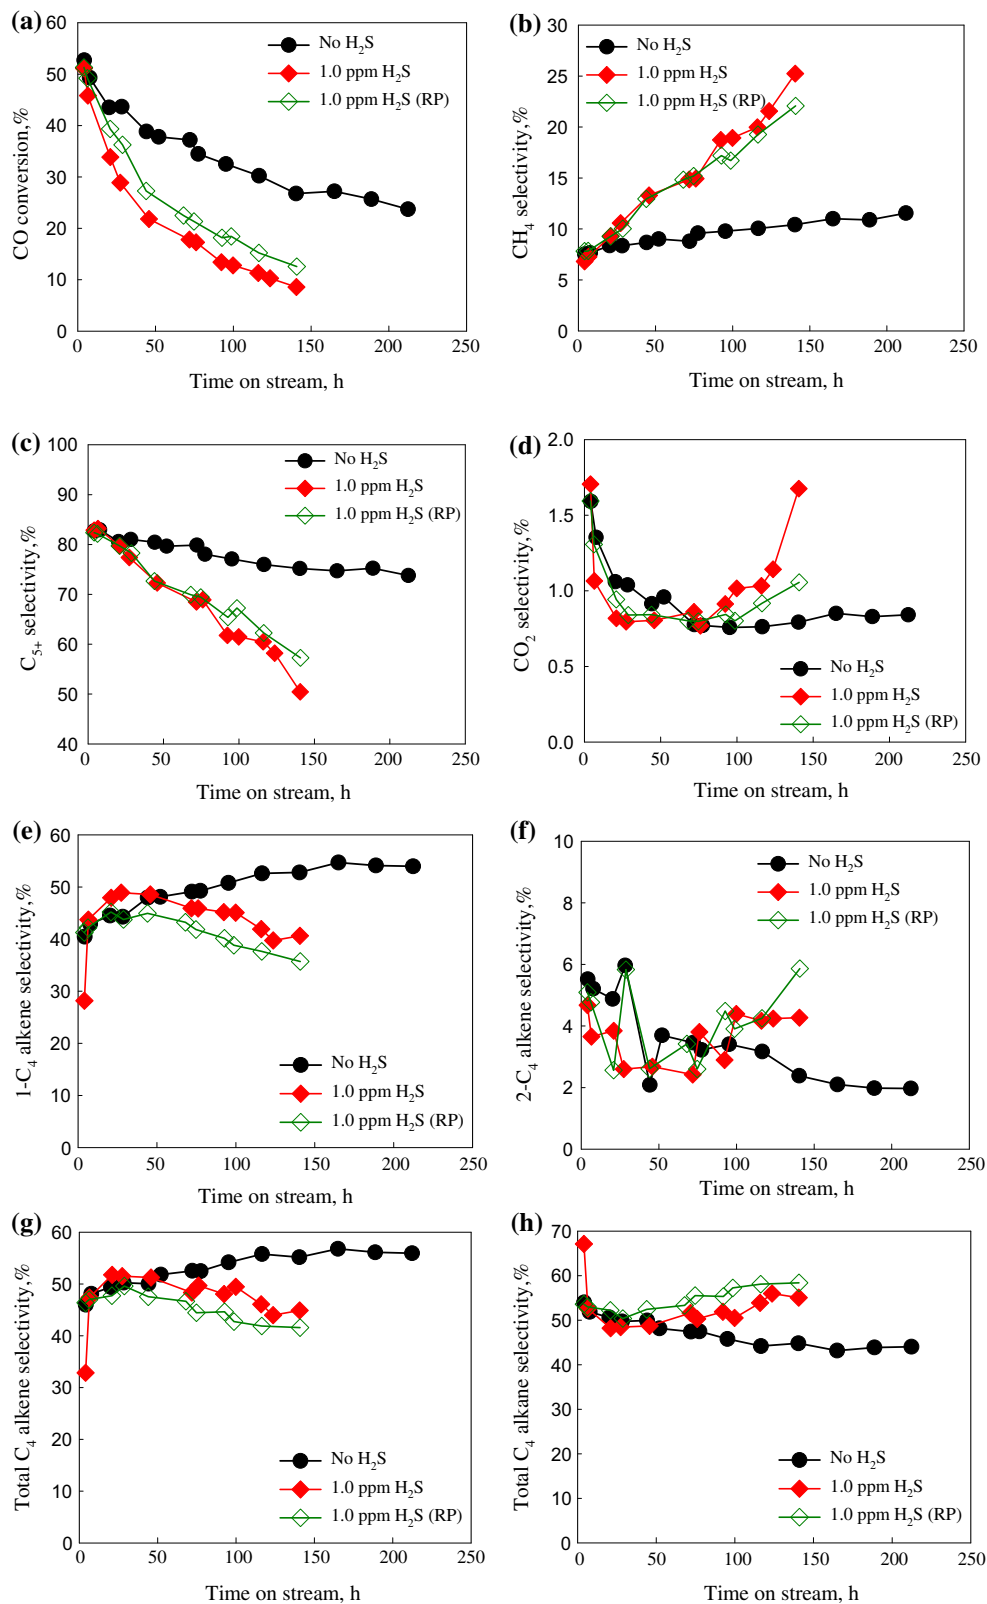 (a)
60
50
40
30
20
10
0
CO conversion,%
No H₂S
1.0 ppm H₂S
1.0 ppm H₂S (RP)
0 50 100 150 200 250
Time on stream, h
(b)
30
25
20
15
10
5
0
CH₄ selectivity,%
No H₂S
1.0 ppm H₂S
1.0 ppm H₂S (RP)
0 50 100 150 200 250
Time on stream, h
(c)
100
90
80
70
60
50
40
C₅₊ selectivity,%
No H₂S
1.0 ppm H₂S
1.0 ppm H₂S (RP)
0 50 100 150 200 250
Time on stream, h
(d)
2.0
1.5
1.0
0.5
0.0
CO₂ selectivity,%
No H₂S
1.0 ppm H₂S
1.0 ppm H₂S (RP)
0 50 100 150 200 250
Time on stream, h
(e)
60
50
40
30
20
10
0
1-C₄ alkene selectivity,%
No H₂S
1.0 ppm H₂S
1.0 ppm H₂S (RP)
0 50 100 150 200 250
Time on stream, h
(f)
10
8
6
4
2
0
2-C₄ alkene selectivity,%
No H₂S
1.0 ppm H₂S
1.0 ppm H₂S (RP)
0 50 100 150 200 250
Time on stream, h
(g)
60
50
40
30
20
10
0
Total C₄ alkene selectivity,%
No H₂S
1.0 ppm H₂S
1.0 ppm H₂S (RP)
0 50 100 150 200 250
Time on stream, h
(h)
70
60
50
40
30
20
10
0
Total C₄ alkane selectivity,%
No H₂S
1.0 ppm H₂S
1.0 ppm H₂S (RP)
0 50 100 150 200 250
Time on stream, h